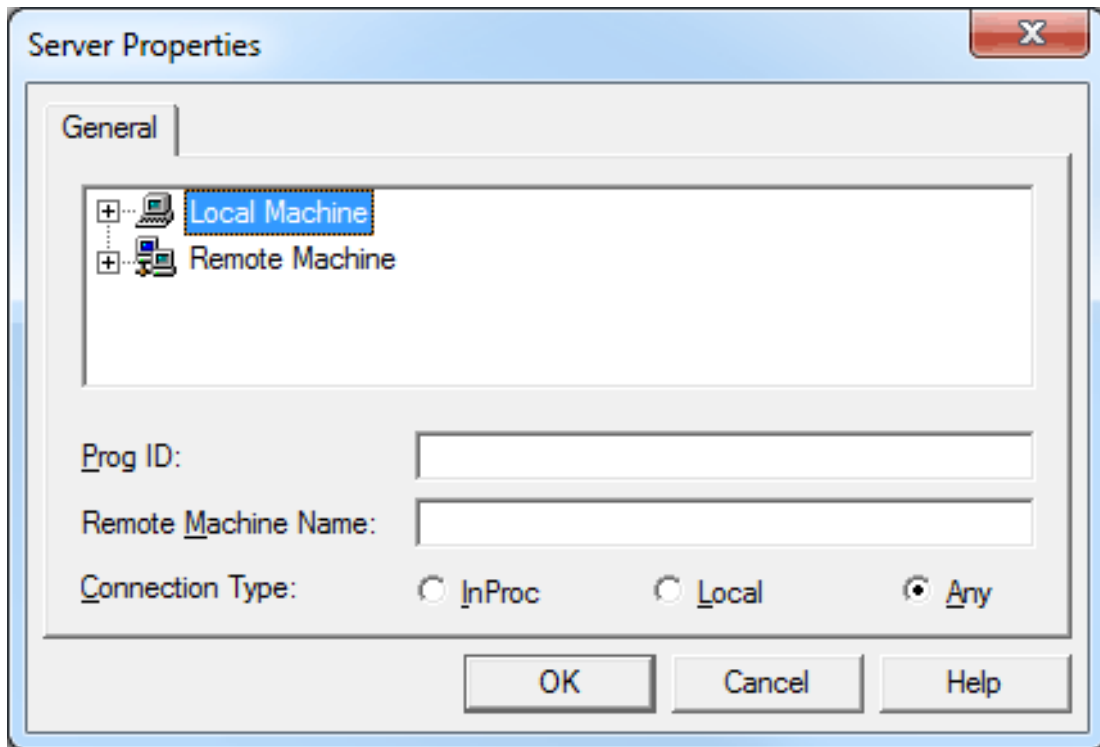 Server Properties
General
Local Machine
Remote Machine
Prog ID:
Remote Machine Name:
Connection Type: InProc Local Any
OK Cancel Help